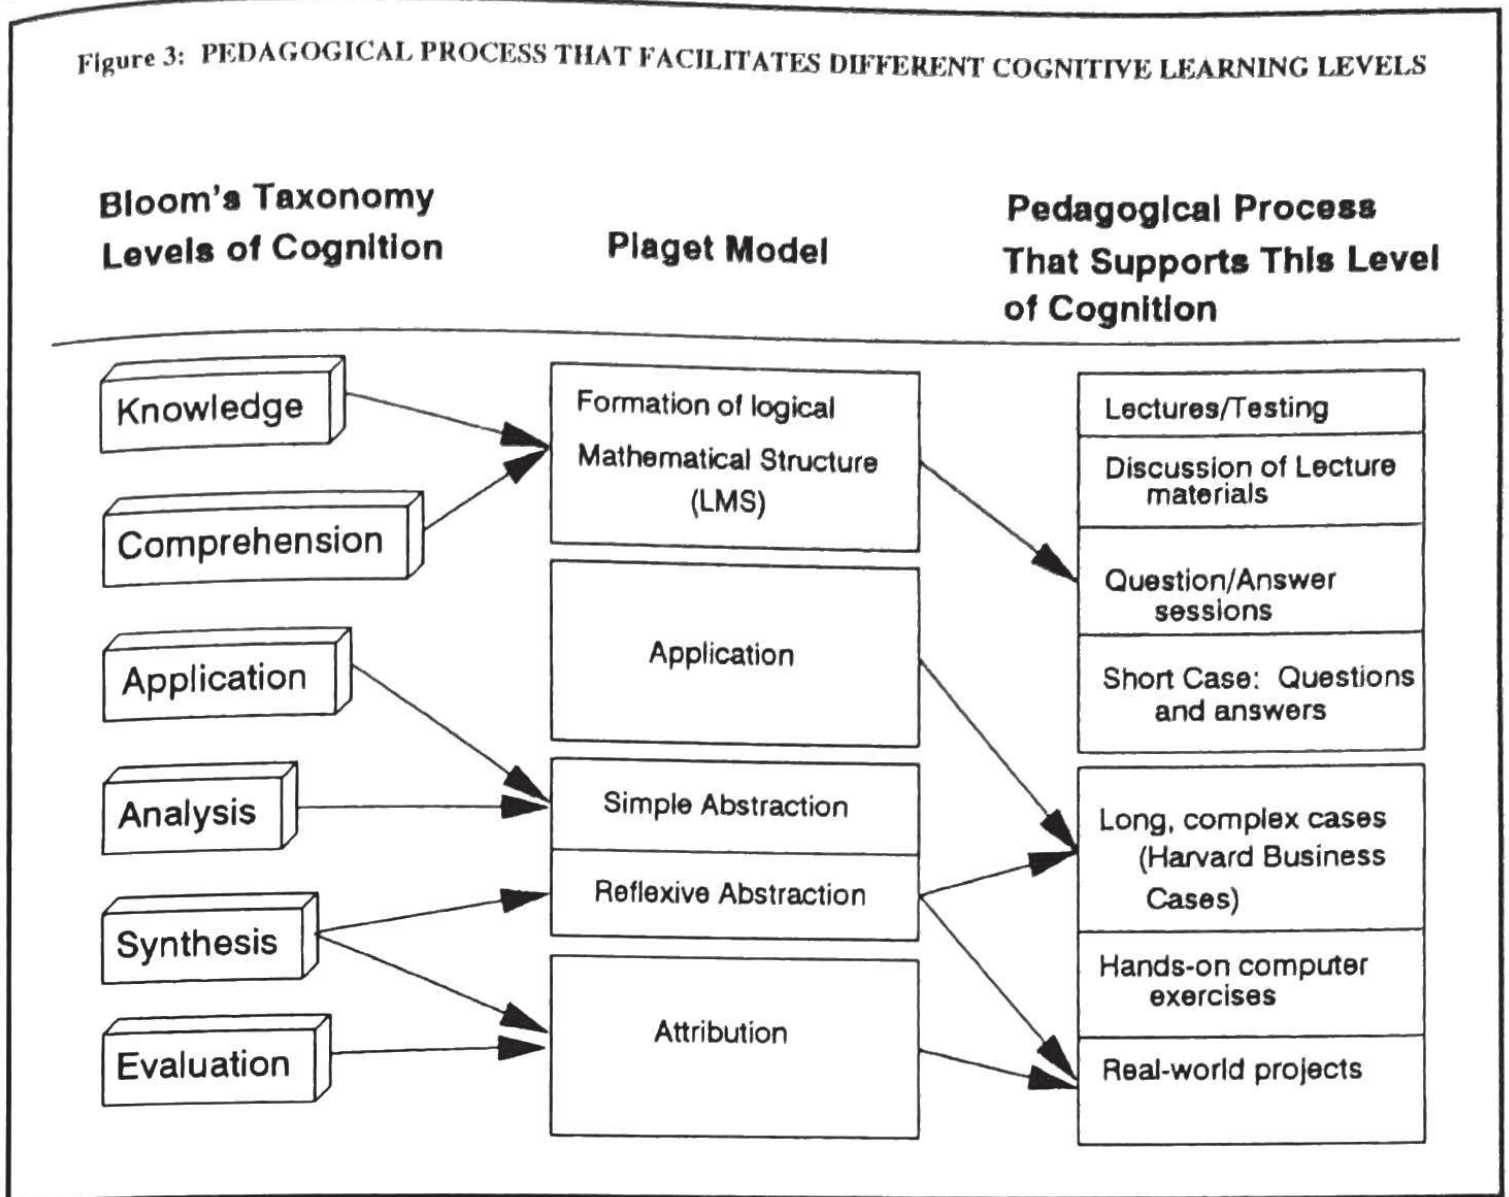 Figure 3: PEDAGOGICAL PROCESS THAT FACILITATES DIFFERENT COGNITIVE LEARNING LEVELS
Bloom's Taxonomy
Levels of Cognition
Piaget Model
Pedagogical Process
That Supports This Level
of Cognition
Knowledge
Comprehension
Application
Analysis
Synthesis
Evaluation
Formation of logical
Mathematical Structure
(LMS)
Application
Simple Abstraction
Reflexive Abstraction
Attribution
Lectures/Testing
Discussion of Lecture
materials
Question/Answer
sessions
Short Case: Questions
and answers
Long, complex cases
(Harvard Business
Cases)
Hands-on computer
exercises
Real-world projects